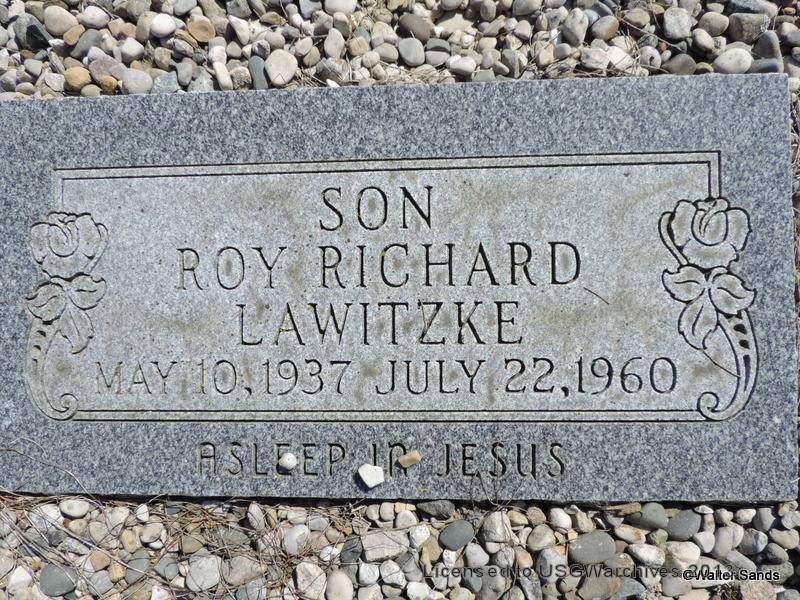 SON
ROY RICHARD
LAWITZKE
MAY 10, 1937 JULY 22, 1960
ASLEEP IN JESUS
Licensed to USGWarchives
©Walter Sands